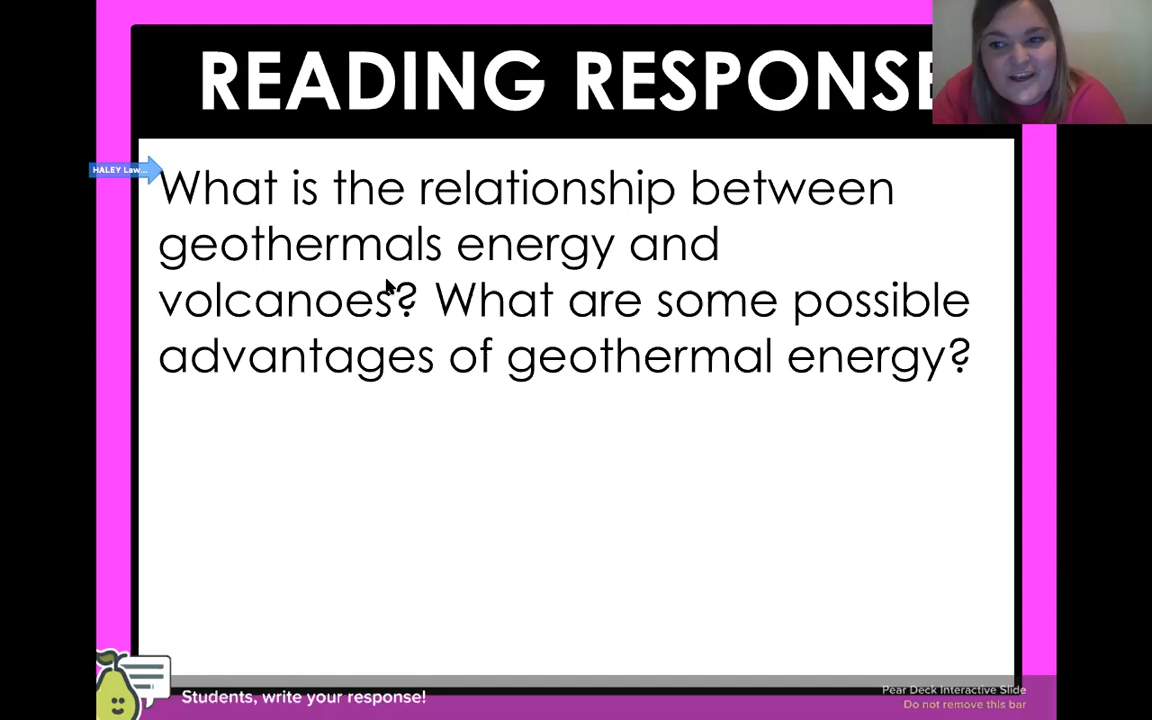 READING RESPONSE
HALEY Law...
What is the relationship between
geothermals energy and
volcanoes? What are some possible
advantages of geothermal energy?
Students, write your response!
Pear Deck Interactive Slide
Do not remove this bar